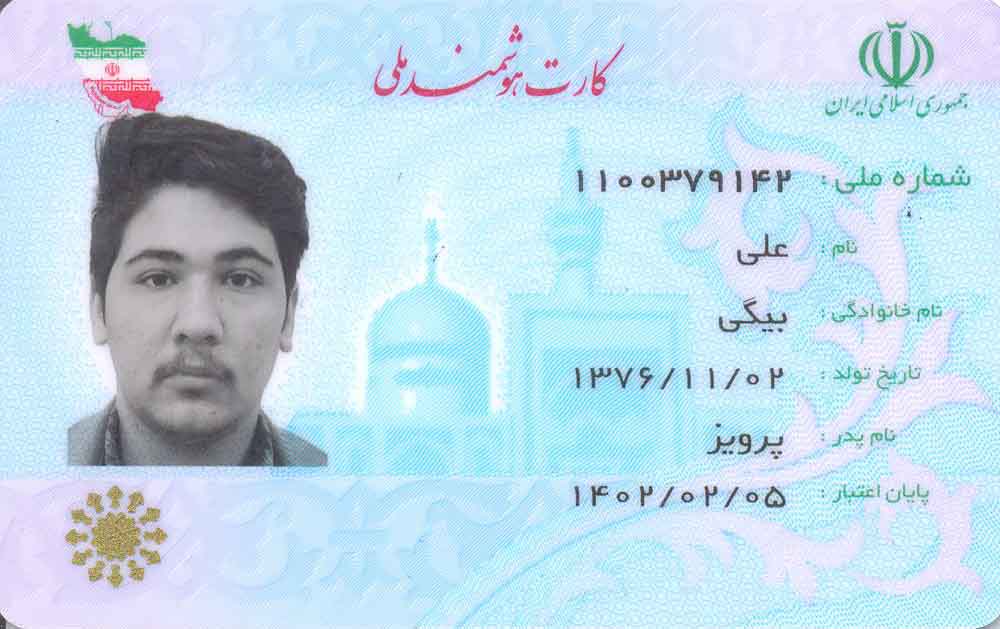 کارت هوشمند ملی
جمهوری اسلامی ایران
شماره ملی : ۱۱۰۰۳۷۹۱۴۲
نام : علی
نام خانوادگی : بیگی
تاریخ تولد : ۱۳۷۶/۱۱/۰۲
نام پدر : پرویز
پایان اعتبار : ۱۴۰۲/۰۲/۰۵